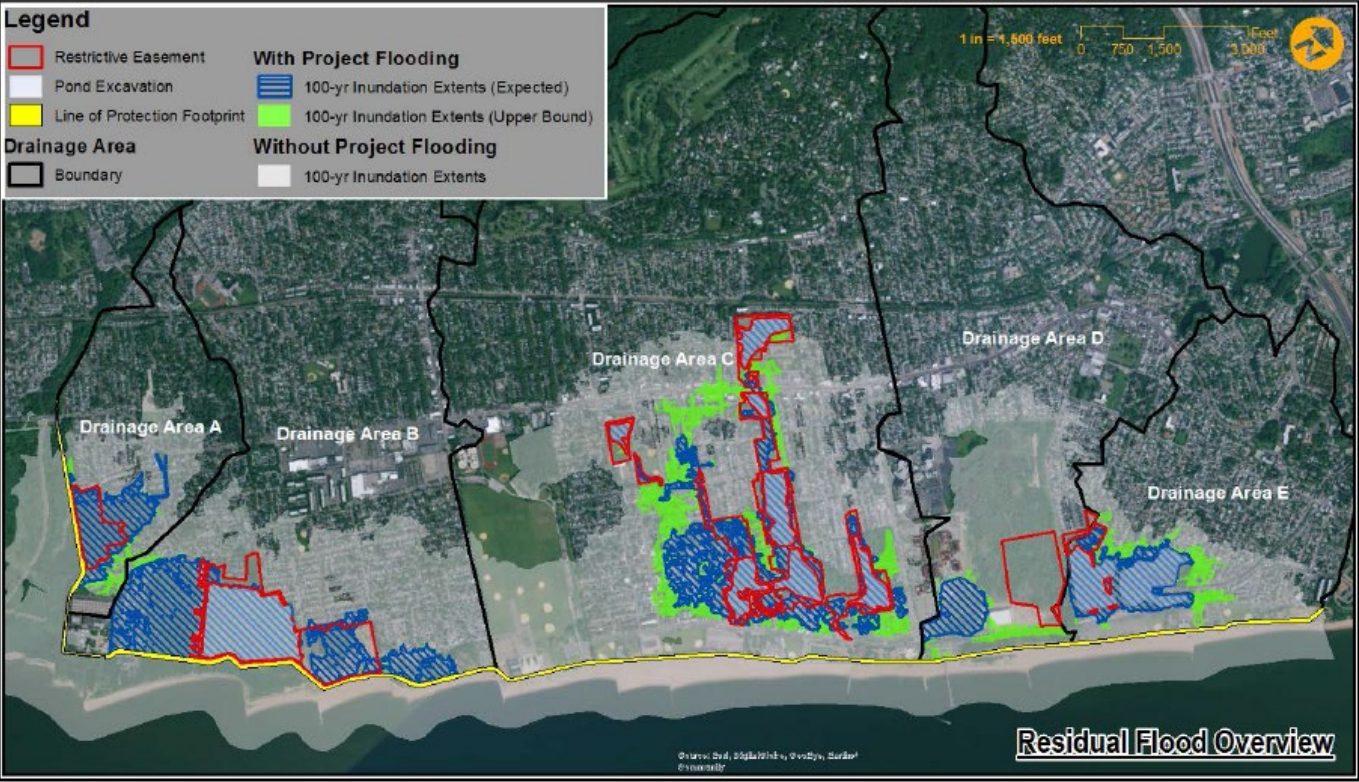 Legend
Restrictive Easement
Pond Excavation
Line of Protection Footprint
Drainage Area
Boundary
With Project Flooding
100-yr Inundation Extents (Expected)
100-yr Inundation Extents (Upper Bound)
Without Project Flooding
100-yr Inundation Extents
1 in = 1,500 feet
Feet
0 750 1,500 3,000
Drainage Area A
Drainage Area B
Drainage Area C
Drainage Area D
Drainage Area E
Residual Flood Overview
Community